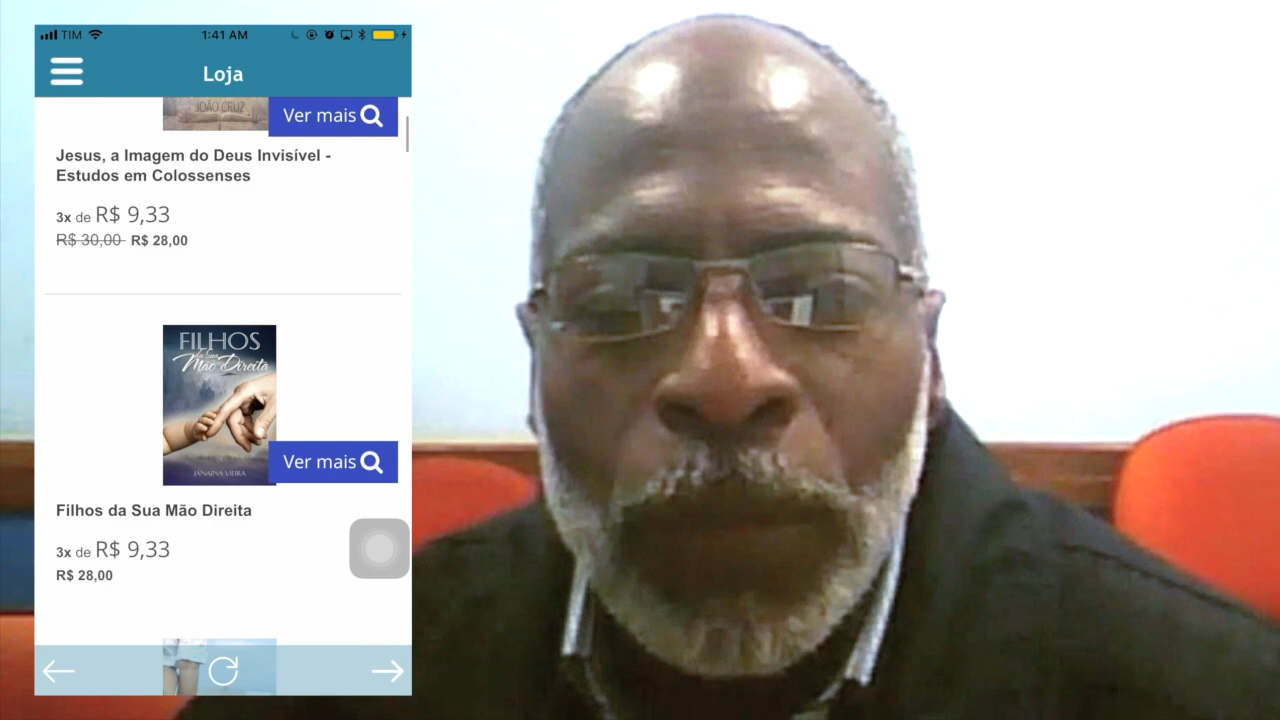 TIM 1:41 AM
Loja
JOÃO CRUZ
Ver mais
Jesus, a Imagem do Deus Invisível -
Estudos em Colossenses
3x de R$ 9,33
R$ 30,00 R$ 28,00
FILHOS
da Sua
Mão Direita
JANAINA VIEIRA
Ver mais
Filhos da Sua Mão Direita
3x de R$ 9,33
R$ 28,00